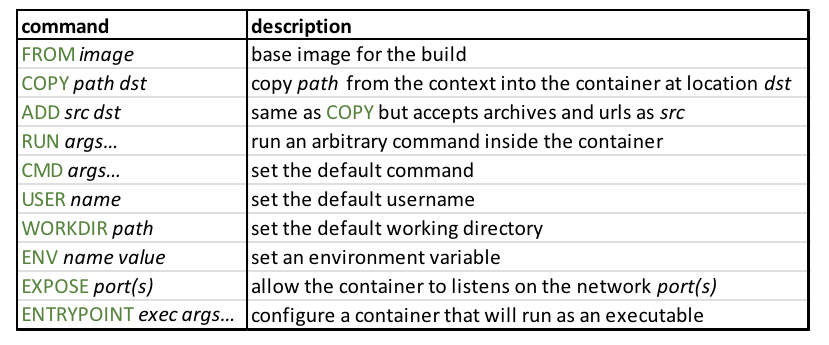 command description
FROM image base image for the build
COPY path dst copy path from the context into the container at location dst
ADD src dst same as COPY but accepts archives and urls as src
RUN args... run an arbitrary command inside the container
CMD args... set the default command
USER name set the default username
WORKDIR path set the default working directory
ENV name value set an environment variable
EXPOSE port(s) allow the container to listens on the network port(s)
ENTRYPOINT exec args... configure a container that will run as an executable